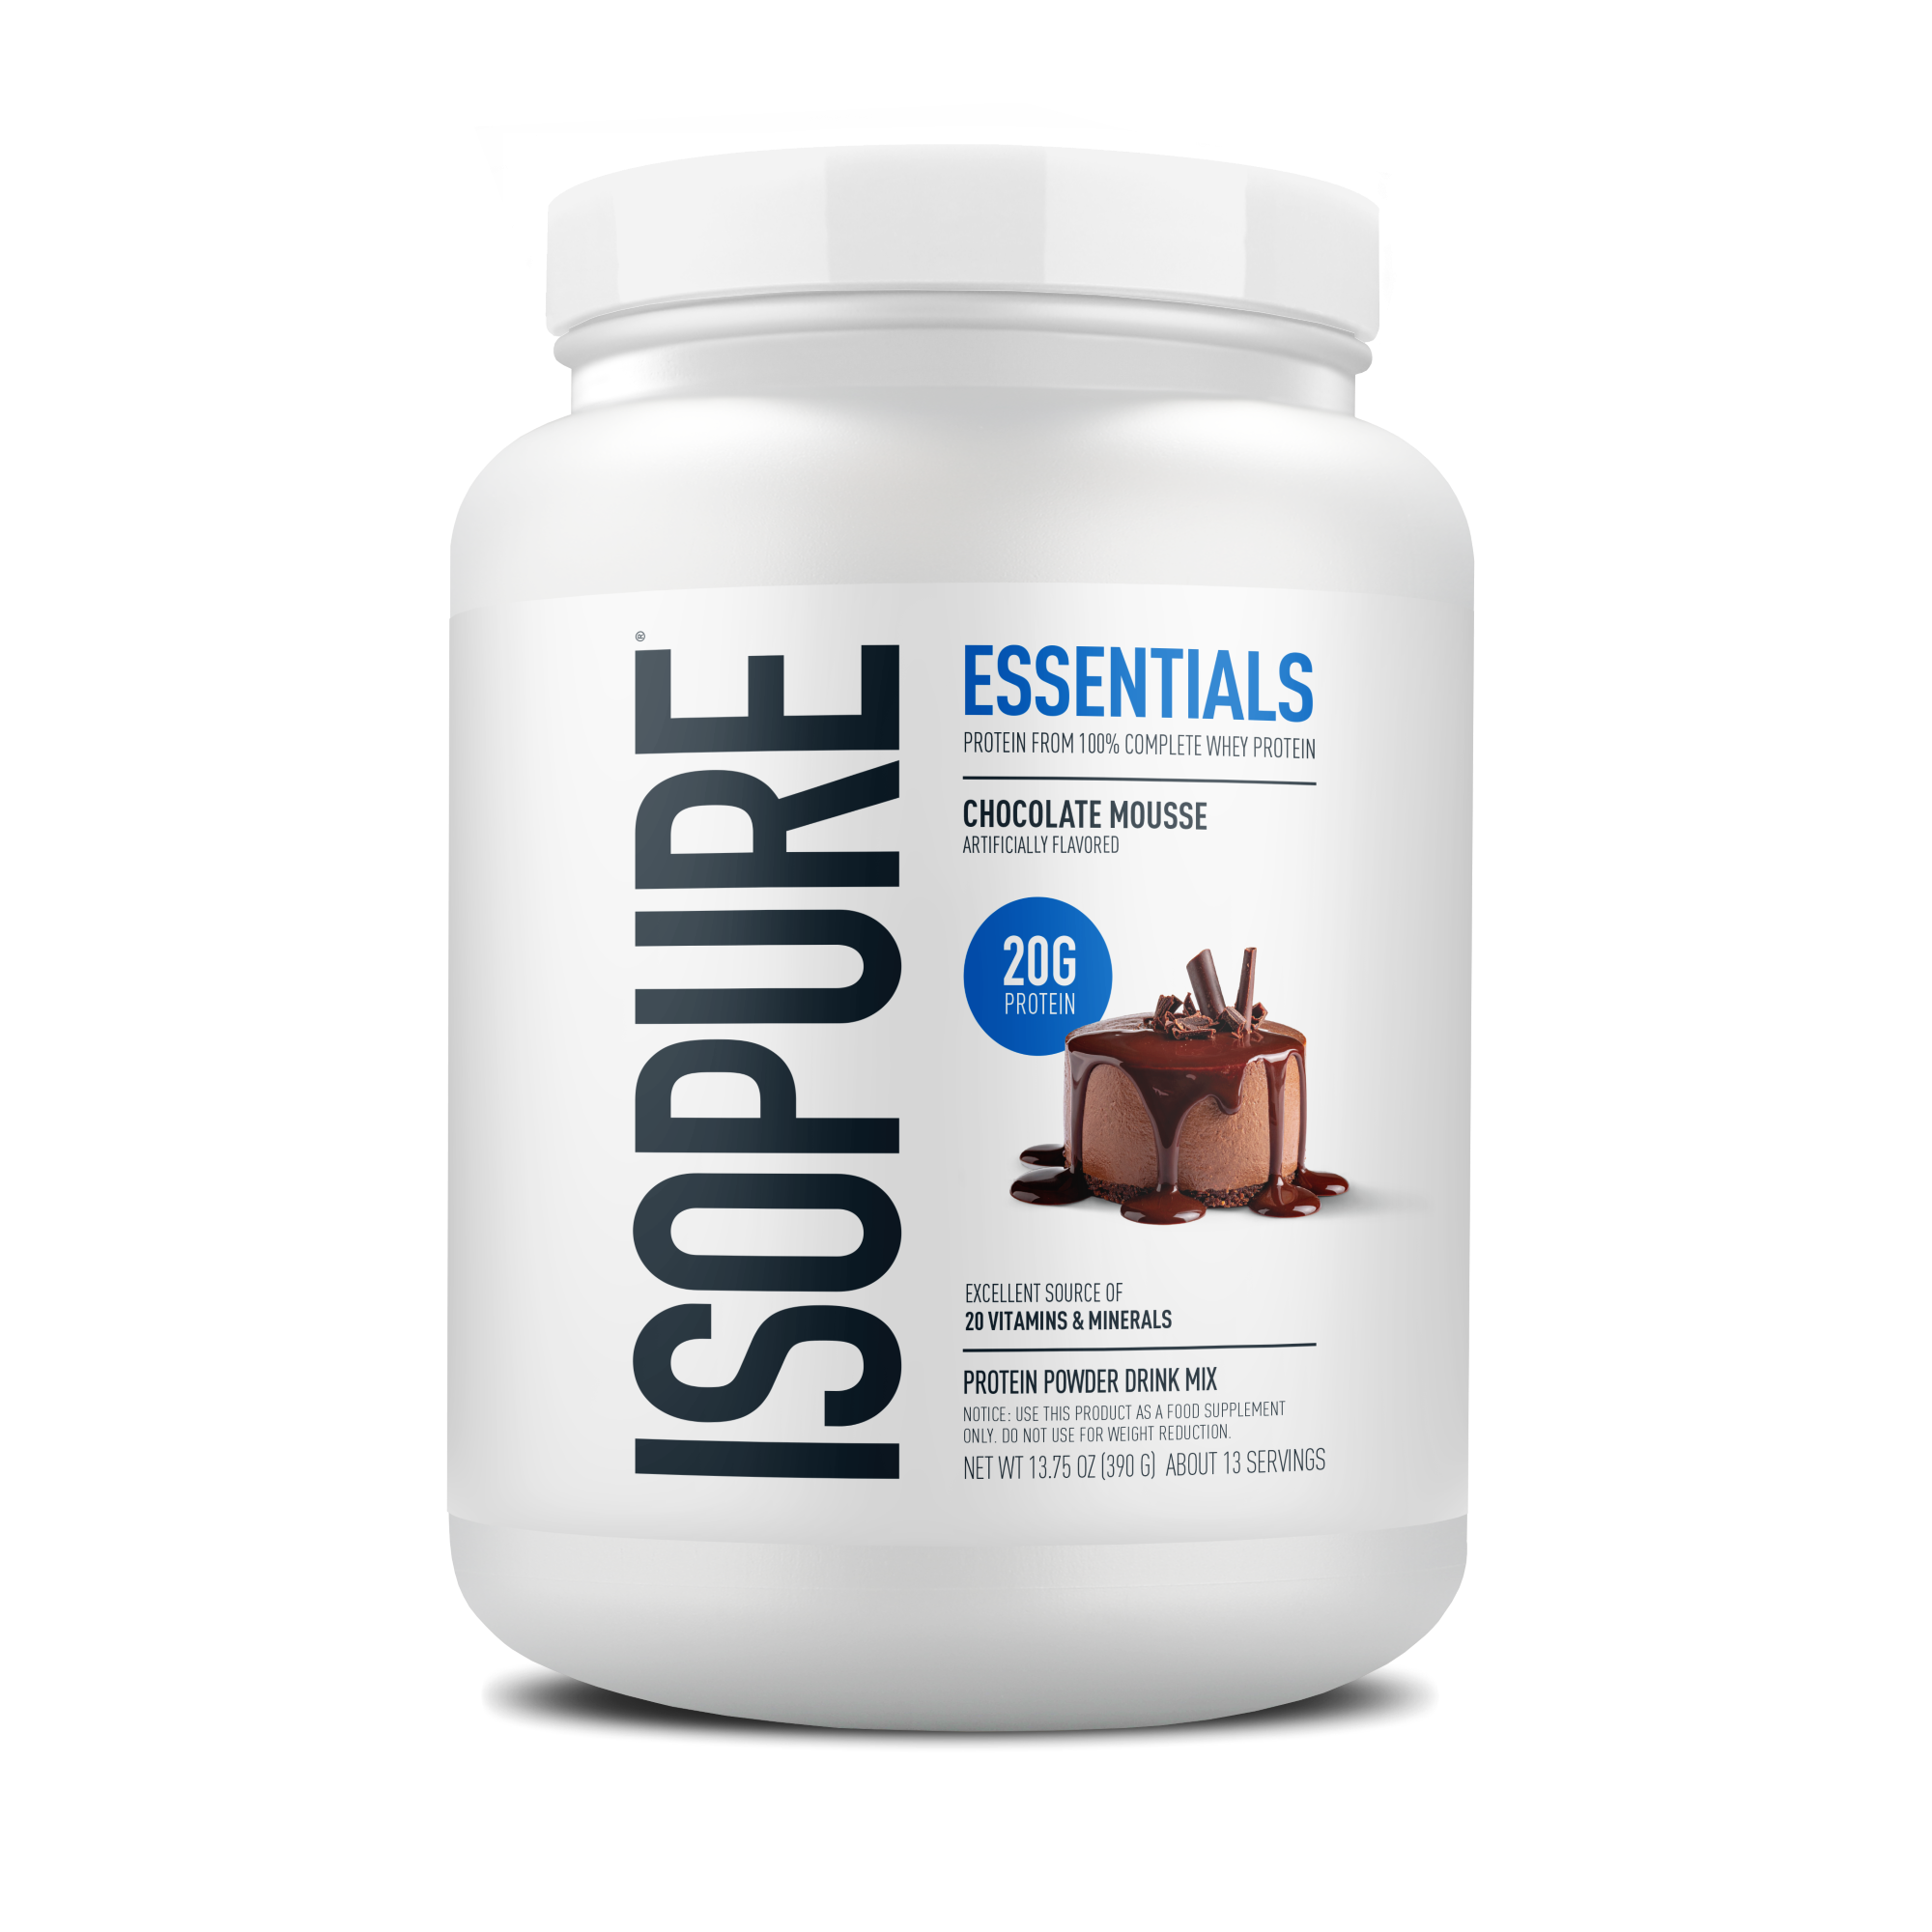 ISOPURE®
ESSENTIALS
PROTEIN FROM 100% COMPLETE WHEY PROTEIN
CHOCOLATE MOUSSE
ARTIFICIALLY FLAVORED
20G
PROTEIN
EXCELLENT SOURCE OF
20 VITAMINS & MINERALS
PROTEIN POWDER DRINK MIX
NOTICE: USE THIS PRODUCT AS A FOOD SUPPLEMENT
ONLY. DO NOT USE FOR WEIGHT REDUCTION.
NET WT 13.75 OZ (390 G) ABOUT 13 SERVINGS